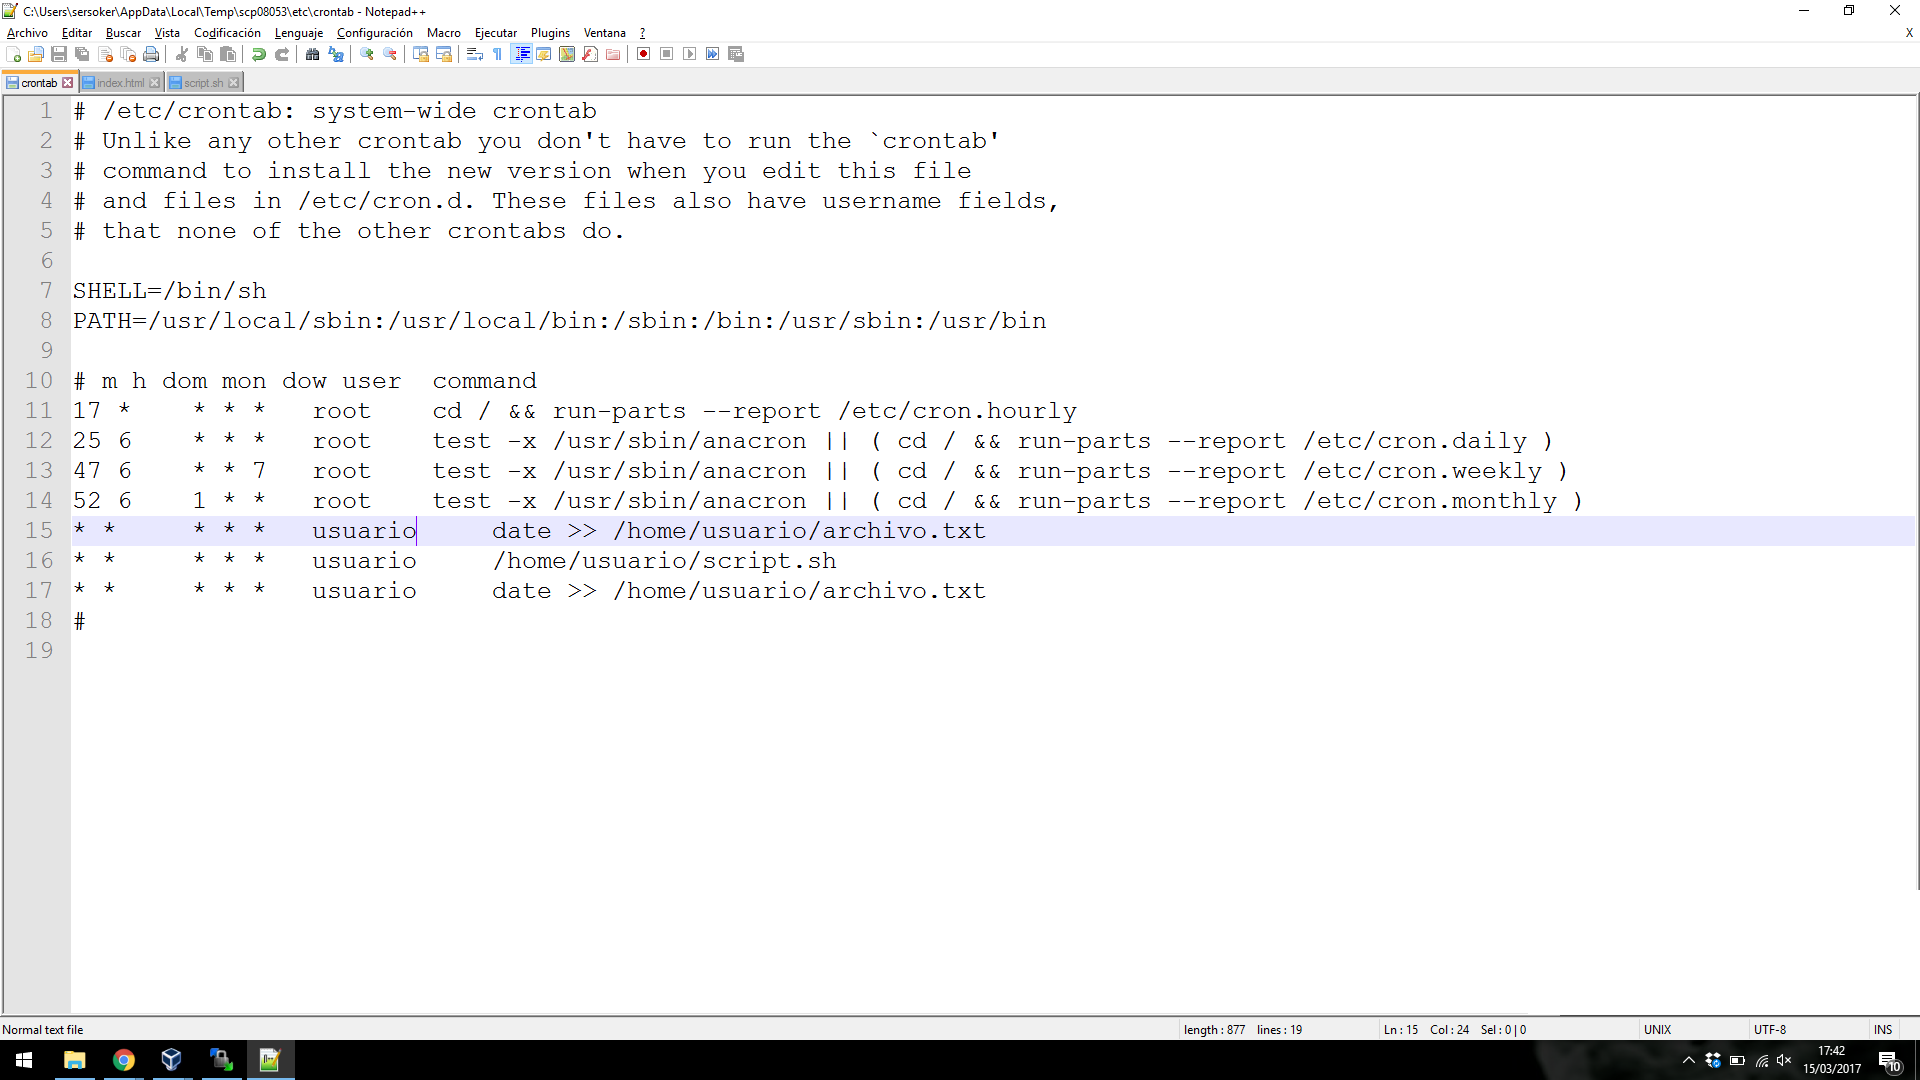 C:\Users\sersoker\AppData\Local\Temp\scp08053\etc\crontab - Notepad++
Archivo Editar Buscar Vista Codificación Lenguaje Configuración Macro Ejecutar Plugins Ventana ? X
crontab index.html script.sh
1 # /etc/crontab: system-wide crontab
2 # Unlike any other crontab you don't have to run the `crontab'
3 # command to install the new version when you edit this file
4 # and files in /etc/cron.d. These files also have username fields,
5 # that none of the other crontabs do.
6
7 SHELL=/bin/sh
8 PATH=/usr/local/sbin:/usr/local/bin:/sbin:/bin:/usr/sbin:/usr/bin
9
10 # m h dom mon dow user  command
11 17 *    * * *   root    cd / && run-parts --report /etc/cron.hourly
12 25 6    * * *   root    test -x /usr/sbin/anacron || ( cd / && run-parts --report /etc/cron.daily )
13 47 6    * * 7   root    test -x /usr/sbin/anacron || ( cd / && run-parts --report /etc/cron.weekly )
14 52 6    1 * *   root    test -x /usr/sbin/anacron || ( cd / && run-parts --report /etc/cron.monthly )
15 * *     * * *   usuario     date >> /home/usuario/archivo.txt
16 * *     * * *   usuario     /home/usuario/script.sh
17 * *     * * *   usuario     date >> /home/usuario/archivo.txt
18 #
19
Normal text file length : 877 lines : 19 Ln : 15 Col : 24 Sel : 0 | 0 UNIX UTF-8 INS
17:42
15/03/2017
10